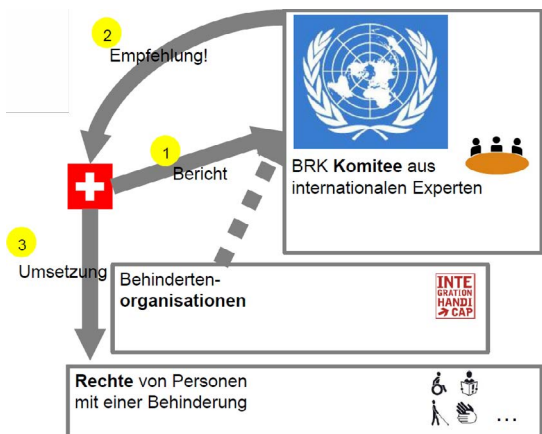 2
Empfehlung!
1
Bericht
BRK Komitee aus
internationalen Experten
3
Umsetzung
Behinderten-
organisationen
INTE
GRATION
HANDI
CAP
Rechte von Personen
mit einer Behinderung
...